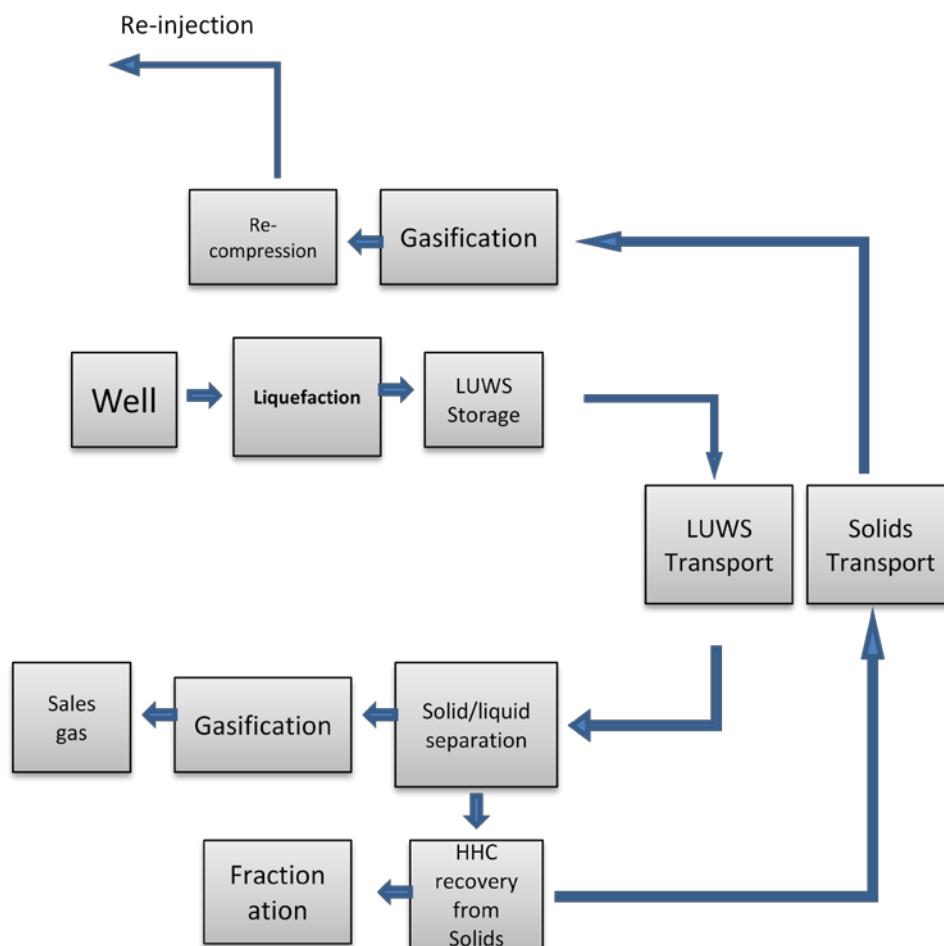 Re-injection
Re-
compression
Gasification
Well
Liquefaction
LUWS
Storage
LUWS
Transport
Solids
Transport
Sales
gas
Gasification
Solid/liquid
separation
Fraction
ation
HHC
recovery
from
Solids